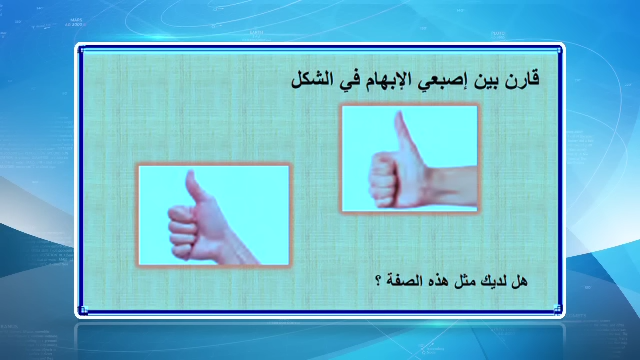 قارن بين إصبعي الإبهام في الشكل
هل لديك مثل هذه الصفة ؟